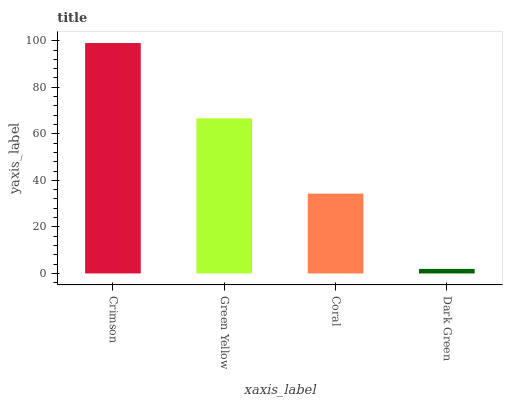 title
yaxis_label
100
80
60
40
20
0
Crimson
Green Yellow
Coral
Dark Green
xaxis_label